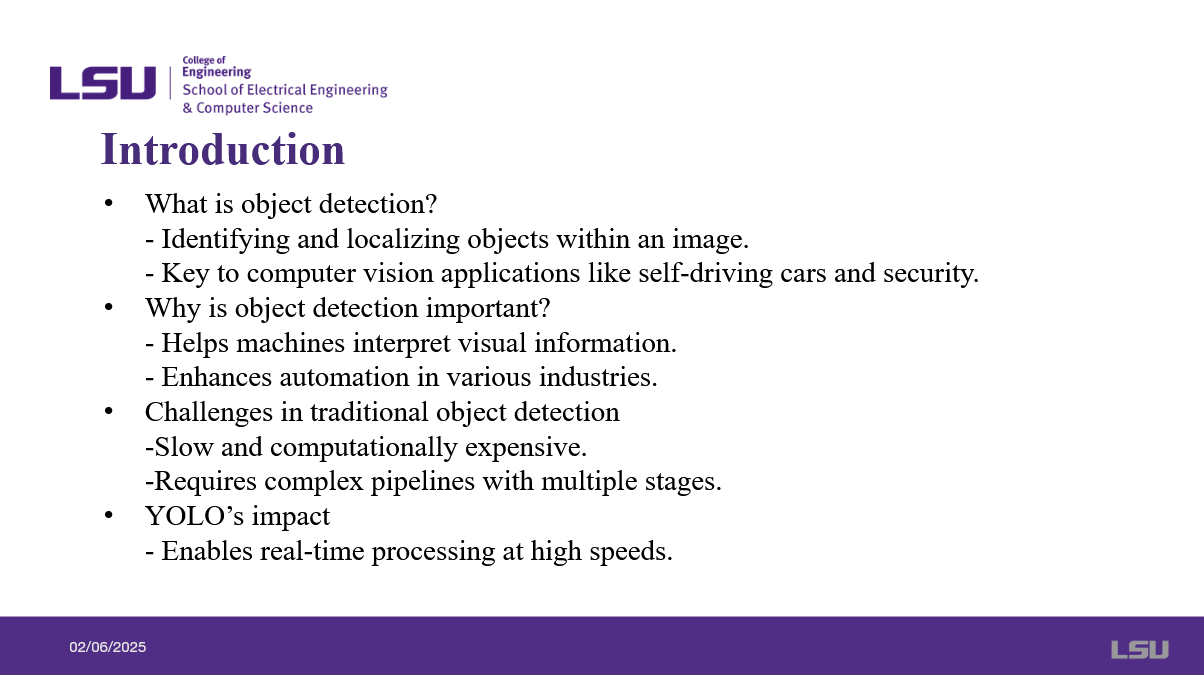 LSU
College of
Engineering
School of Electrical Engineering
& Computer Science
Introduction
• What is object detection?
- Identifying and localizing objects within an image.
- Key to computer vision applications like self-driving cars and security.
• Why is object detection important?
- Helps machines interpret visual information.
- Enhances automation in various industries.
• Challenges in traditional object detection
-Slow and computationally expensive.
-Requires complex pipelines with multiple stages.
• YOLO’s impact
- Enables real-time processing at high speeds.
02/06/2025
LSU